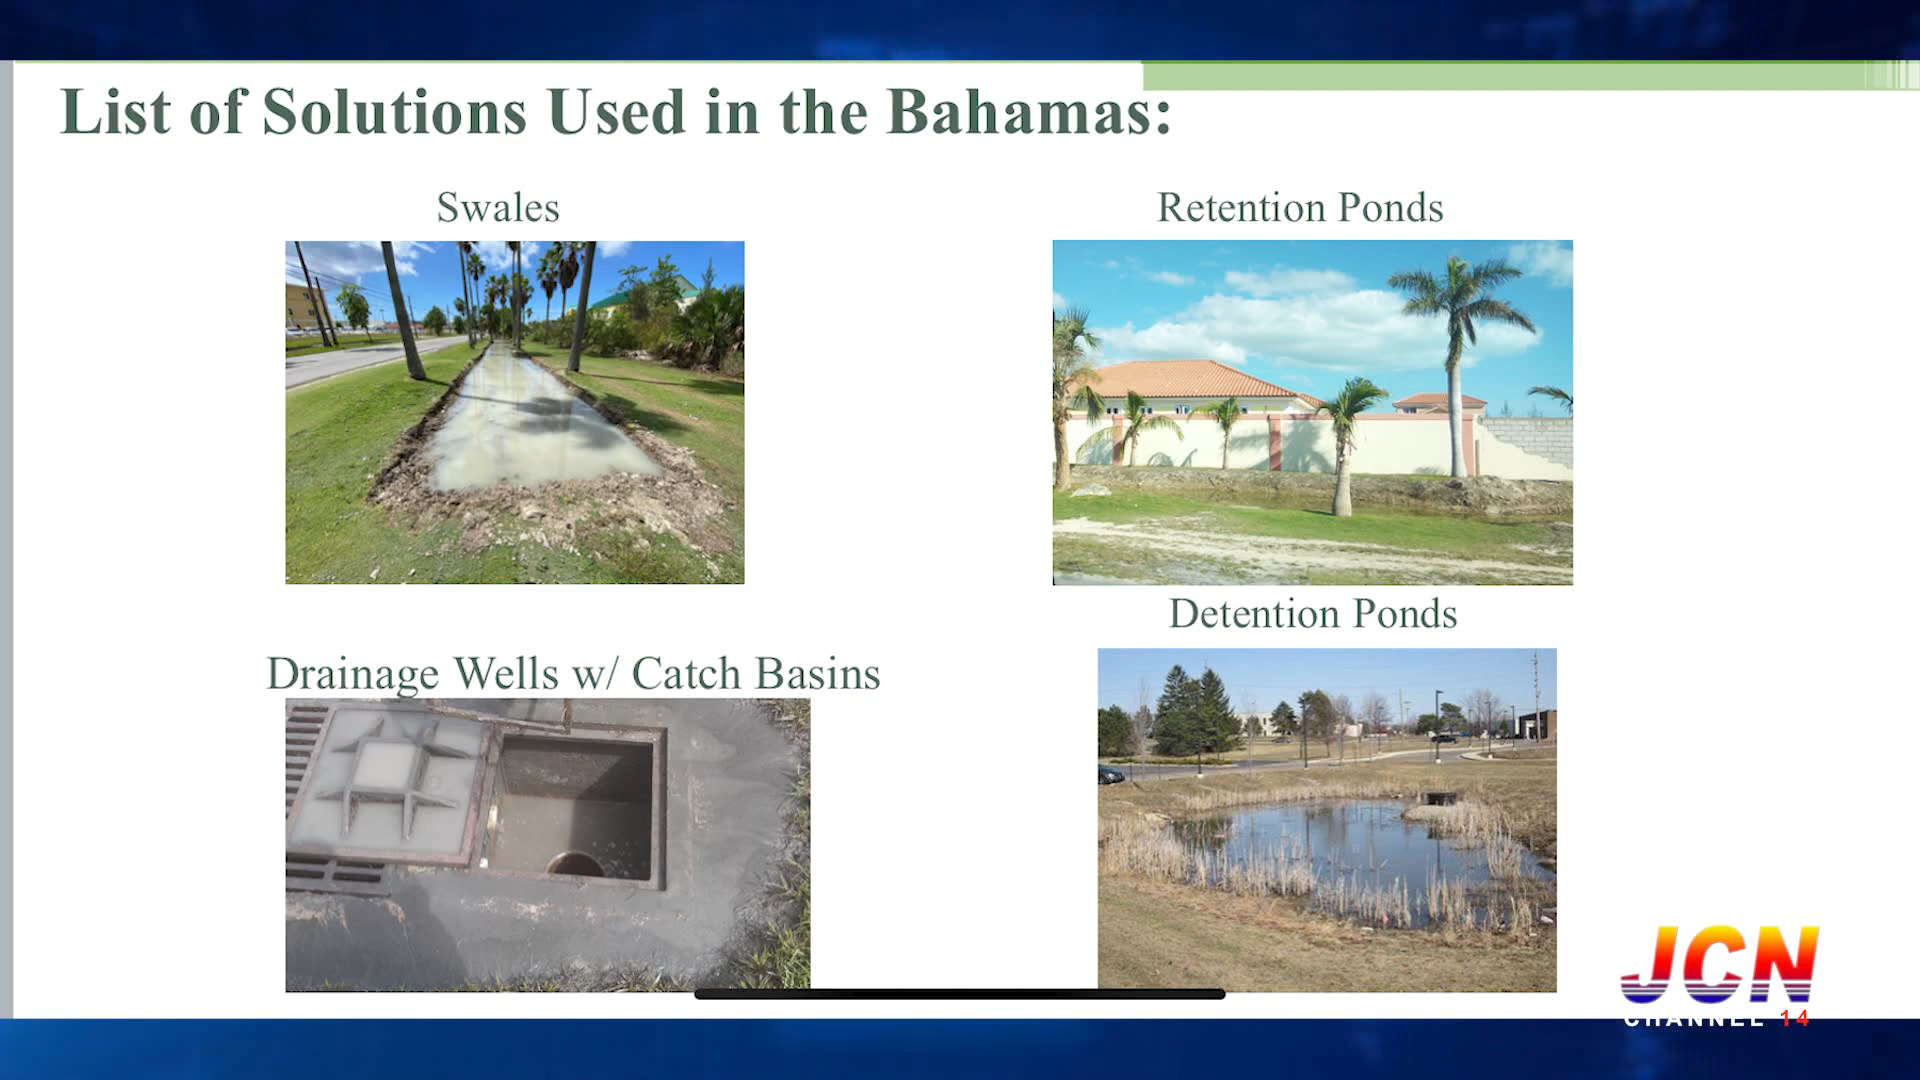 List of Solutions Used in the Bahamas:
Swales
Retention Ponds
Detention Ponds
Drainage Wells w/ Catch Basins
JCN
CHANNEL 14